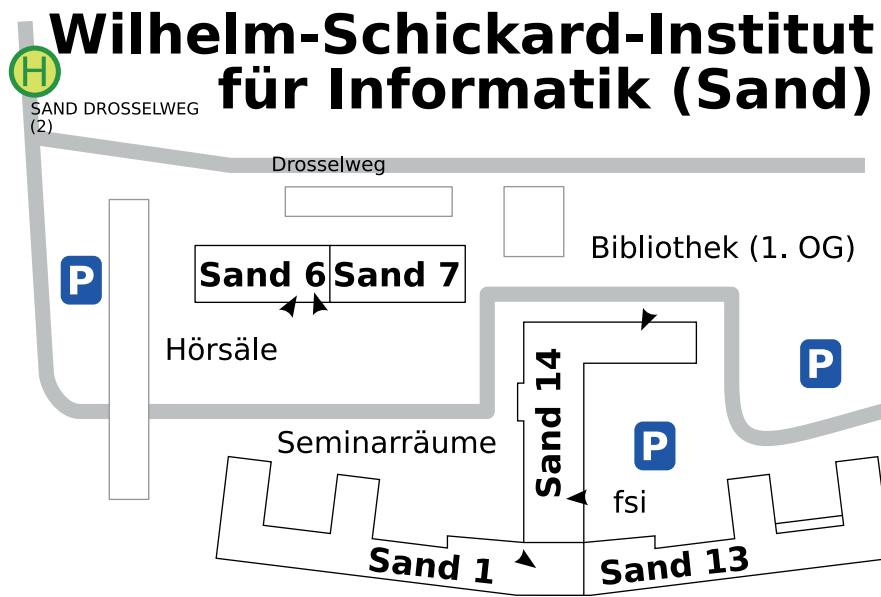 Wilhelm-Schickard-Institut
für Informatik (Sand)
H
SAND DROSSELWEG
(2)
Drosselweg
Bibliothek (1. OG)
P
Sand 6
Sand 7
Hörsäle
P
Sand 14
Seminarräume
P
fsi
Sand 1
Sand 13